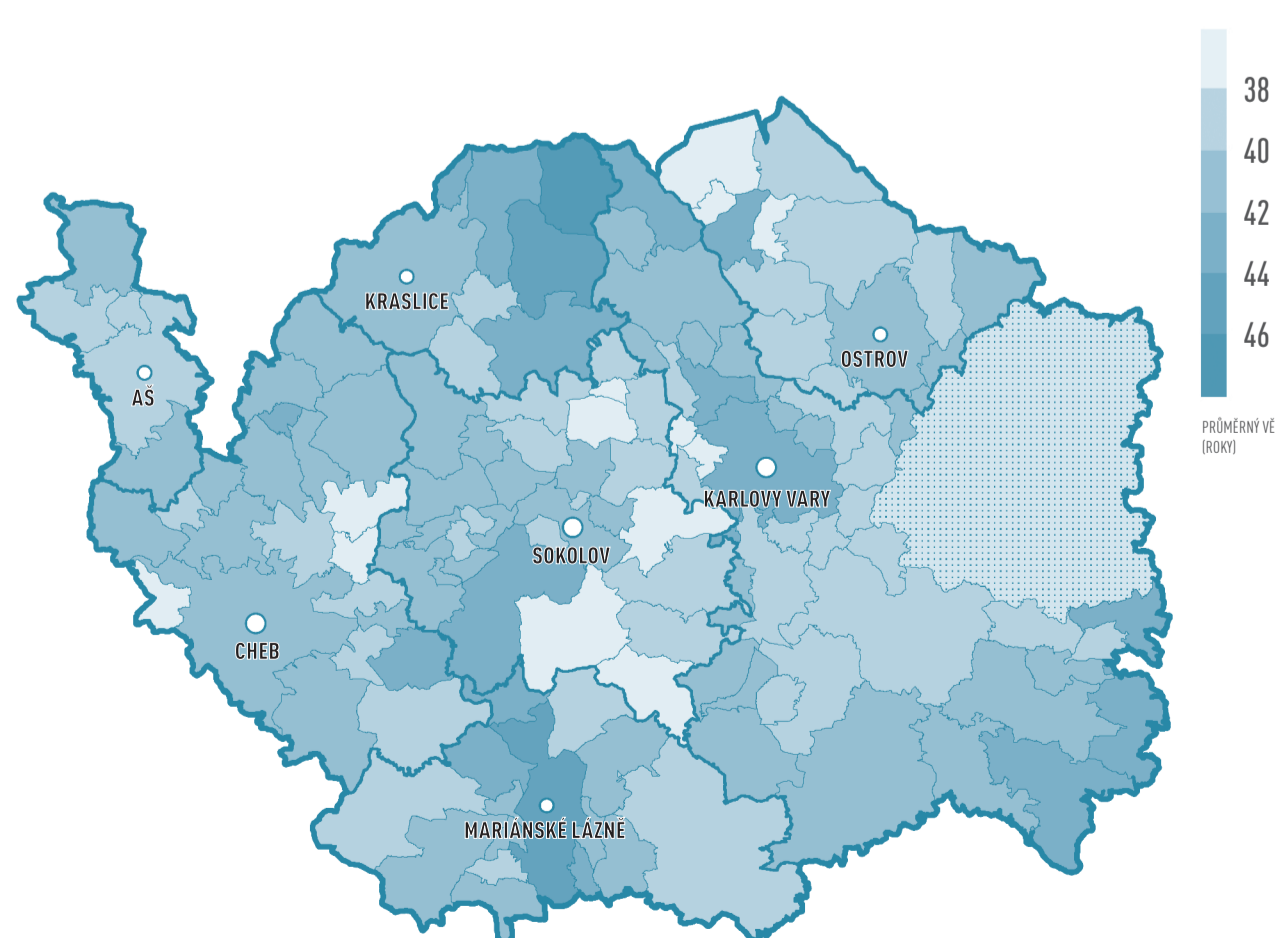 38
40
42
44
46
PRŮMĚRNÝ VĚ
(ROKY)
KRASLICE
OSTROV
AŠ
KARLOVY VARY
SOKOLOV
CHEB
MARIÁNSKÉ LÁZNĚ